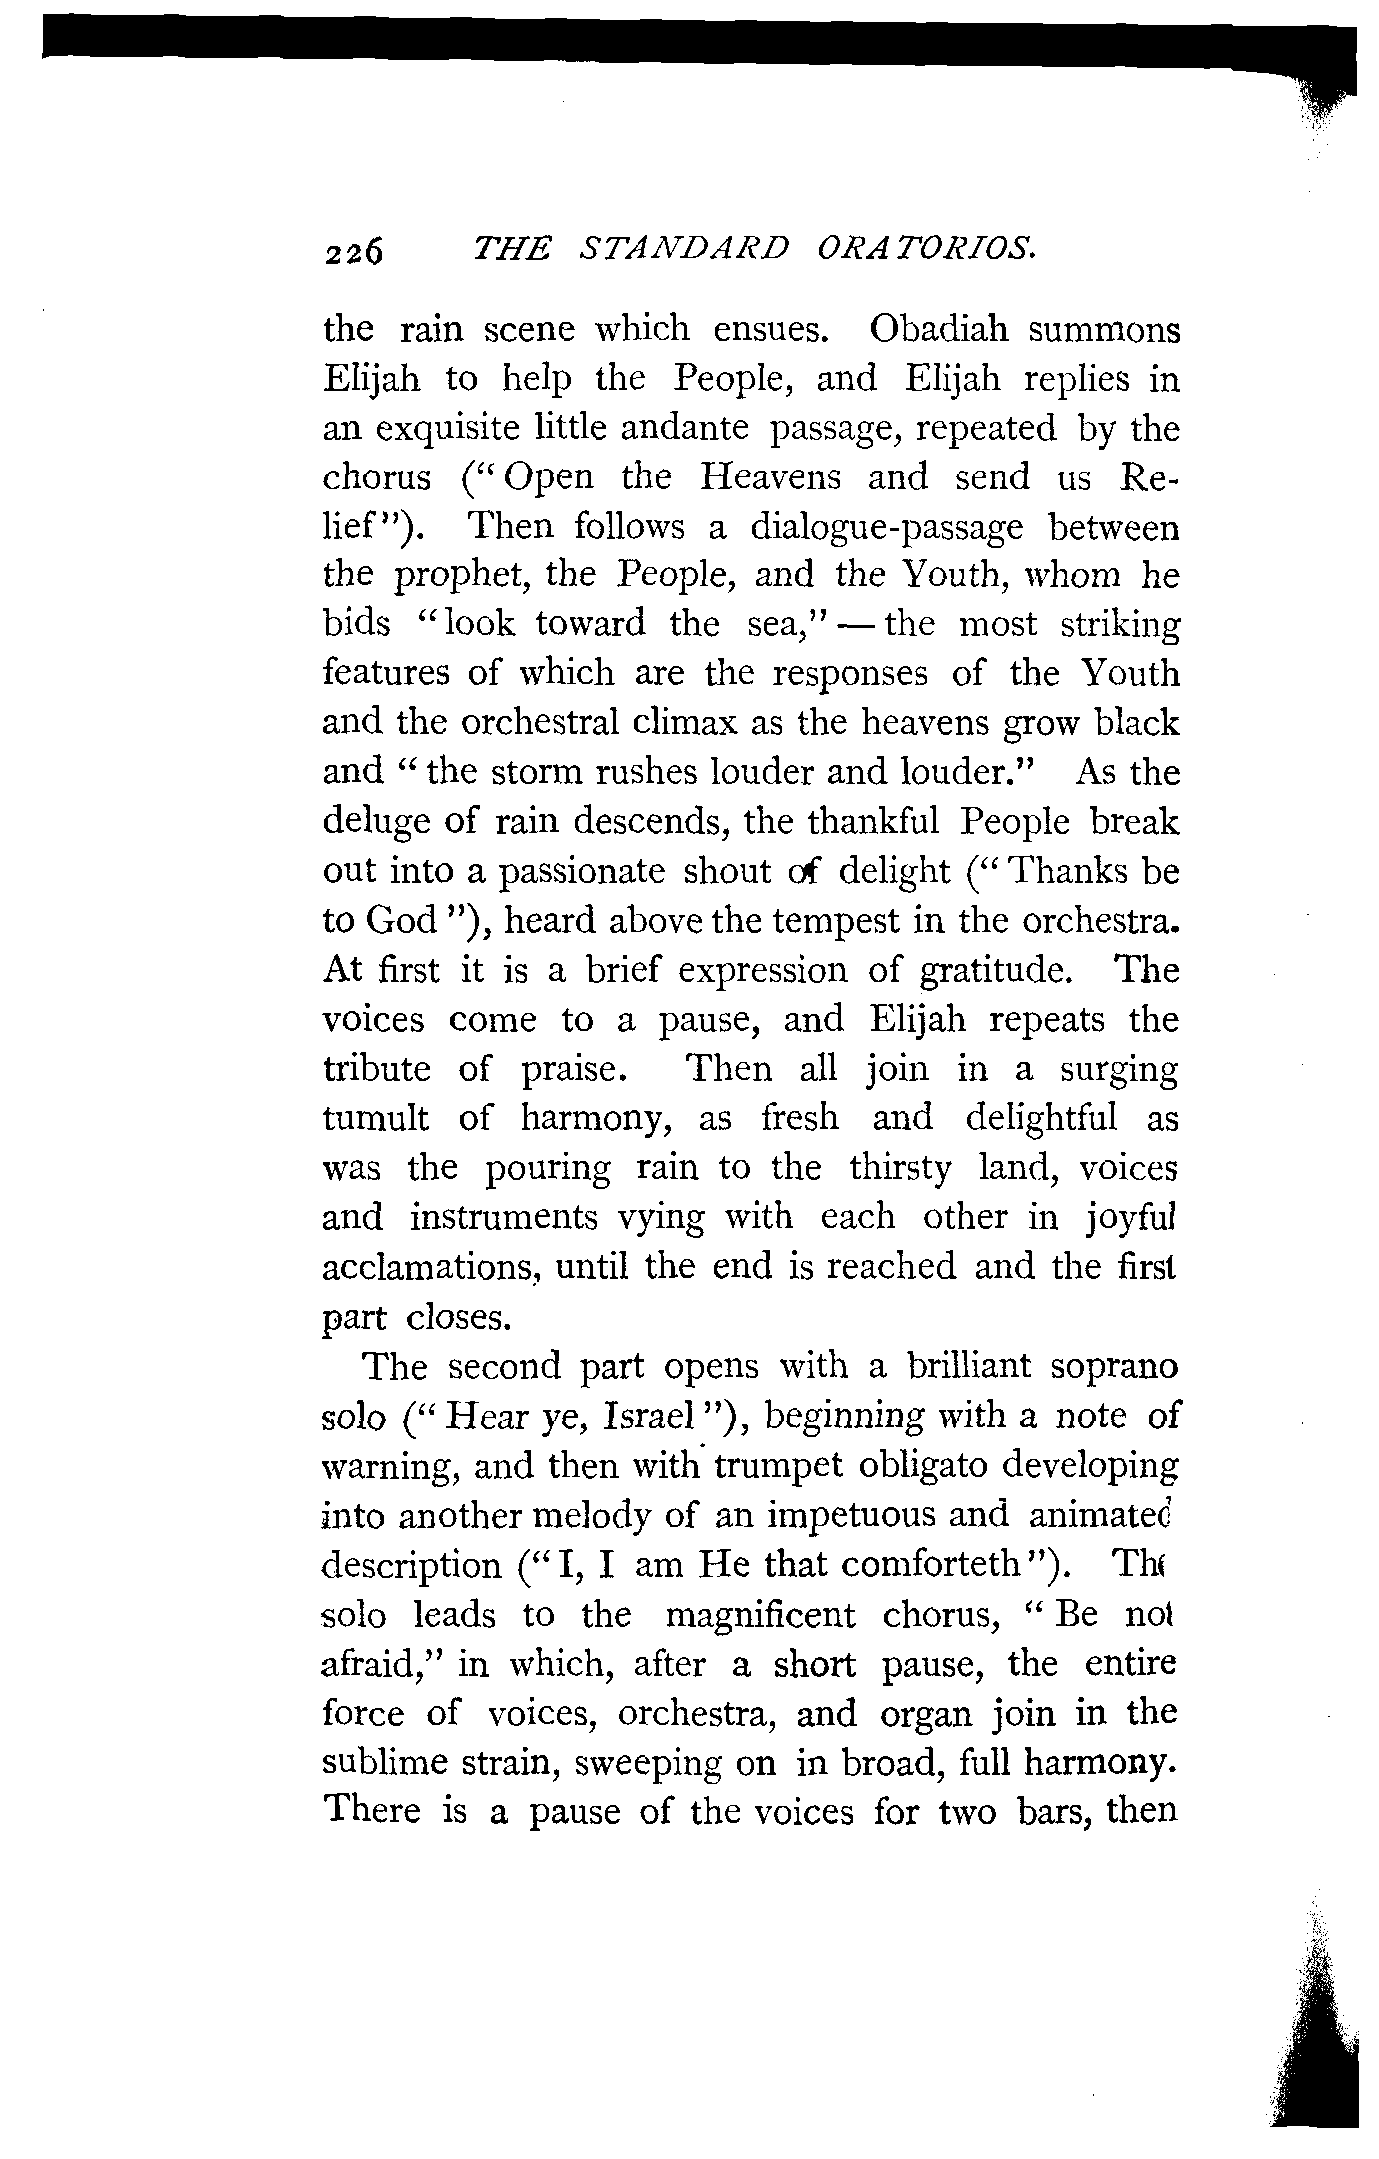 226 THE STANDARD ORATORIOS.
the rain scene which ensues. Obadiah summons
Elijah to help the People, and Elijah replies in
an exquisite little andante passage, repeated by the
chorus (“Open the Heavens and send us Re-
lief”). Then follows a dialogue-passage between
the prophet, the People, and the Youth, whom he
bids “look toward the sea,” — the most striking
features of which are the responses of the Youth
and the orchestral climax as the heavens grow black
and “the storm rushes louder and louder.” As the
deluge of rain descends, the thankful People break
out into a passionate shout of delight (“Thanks be
to God”), heard above the tempest in the orchestra.
At first it is a brief expression of gratitude. The
voices come to a pause, and Elijah repeats the
tribute of praise. Then all join in a surging
tumult of harmony, as fresh and delightful as
was the pouring rain to the thirsty land, voices
and instruments vying with each other in joyful
acclamations, until the end is reached and the first
part closes.
The second part opens with a brilliant soprano
solo (“Hear ye, Israel”), beginning with a note of
warning, and then with trumpet obligato developing
into another melody of an impetuous and animated
description (“I, I am He that comforteth”). The
solo leads to the magnificent chorus, “Be not
afraid,” in which, after a short pause, the entire
force of voices, orchestra, and organ join in the
sublime strain, sweeping on in broad, full harmony.
There is a pause of the voices for two bars, then